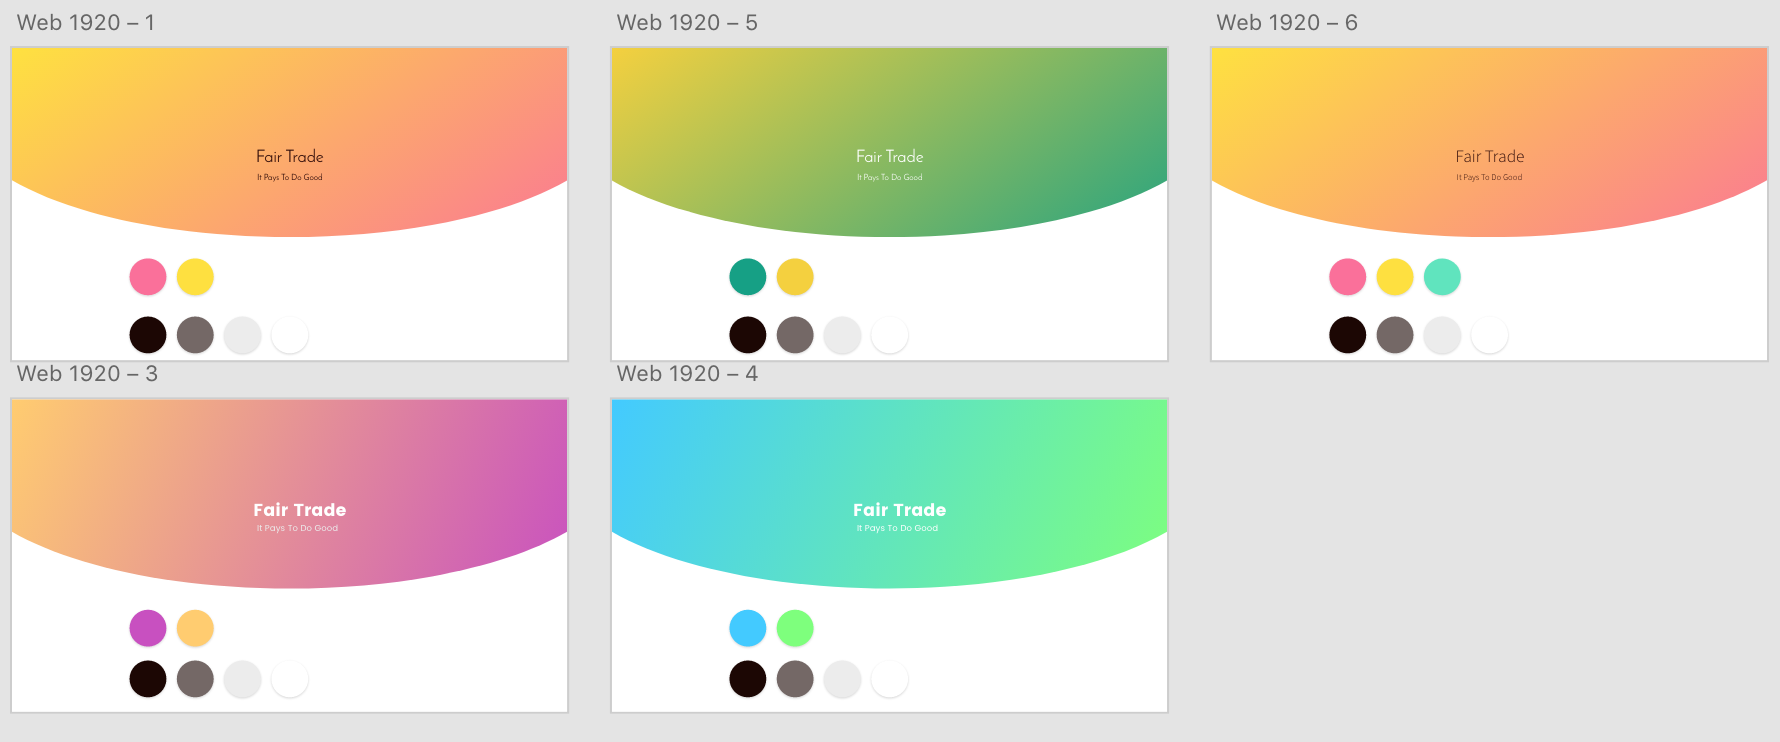 Web 1920 – 1
Web 1920 – 5
Web 1920 – 6
Fair Trade
It Pays To Do Good
Fair Trade
It Pays To Do Good
Fair Trade
It Pays To Do Good
Web 1920 – 3
Web 1920 – 4
Fair Trade
It Pays To Do Good
Fair Trade
It Pays To Do Good